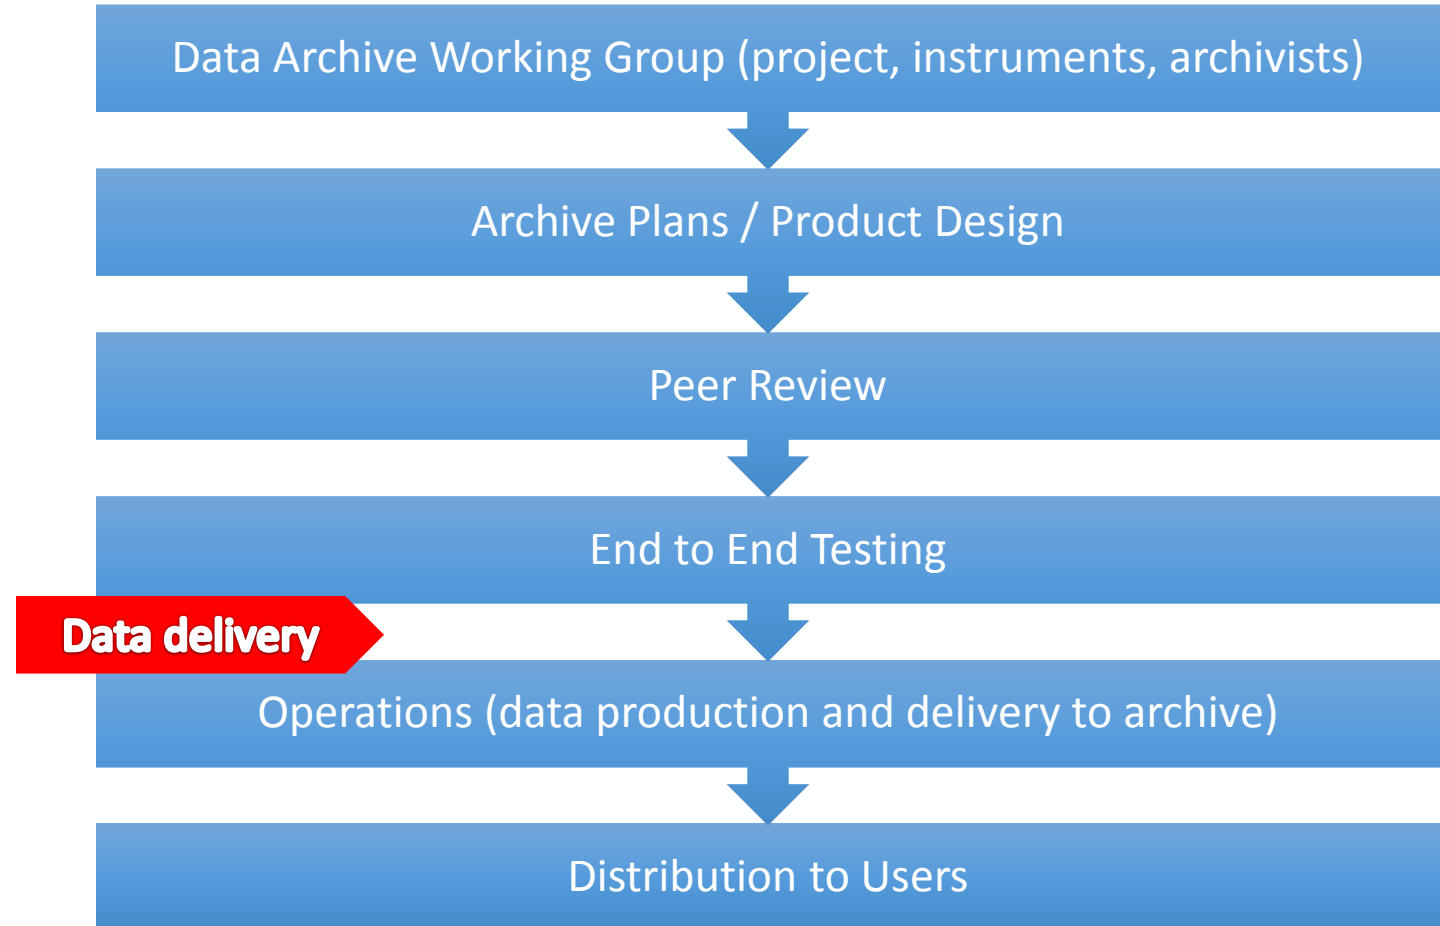 Data Archive Working Group (project, instruments, archivists)
Archive Plans / Product Design
Peer Review
End to End Testing
Data delivery
Operations (data production and delivery to archive)
Distribution to Users